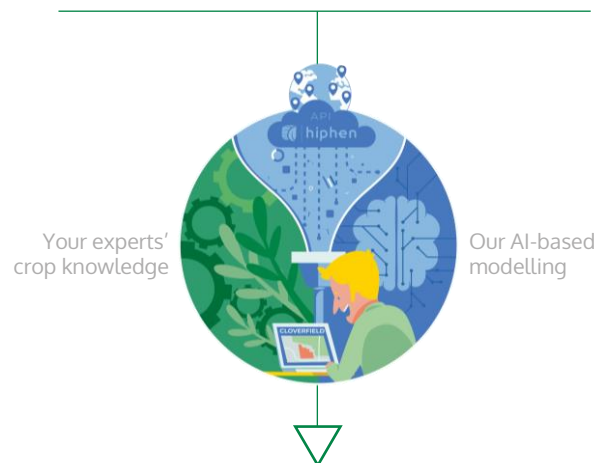 API
hiphen
Your experts’
crop knowledge
Our AI-based
modelling
CLOVERFIELD